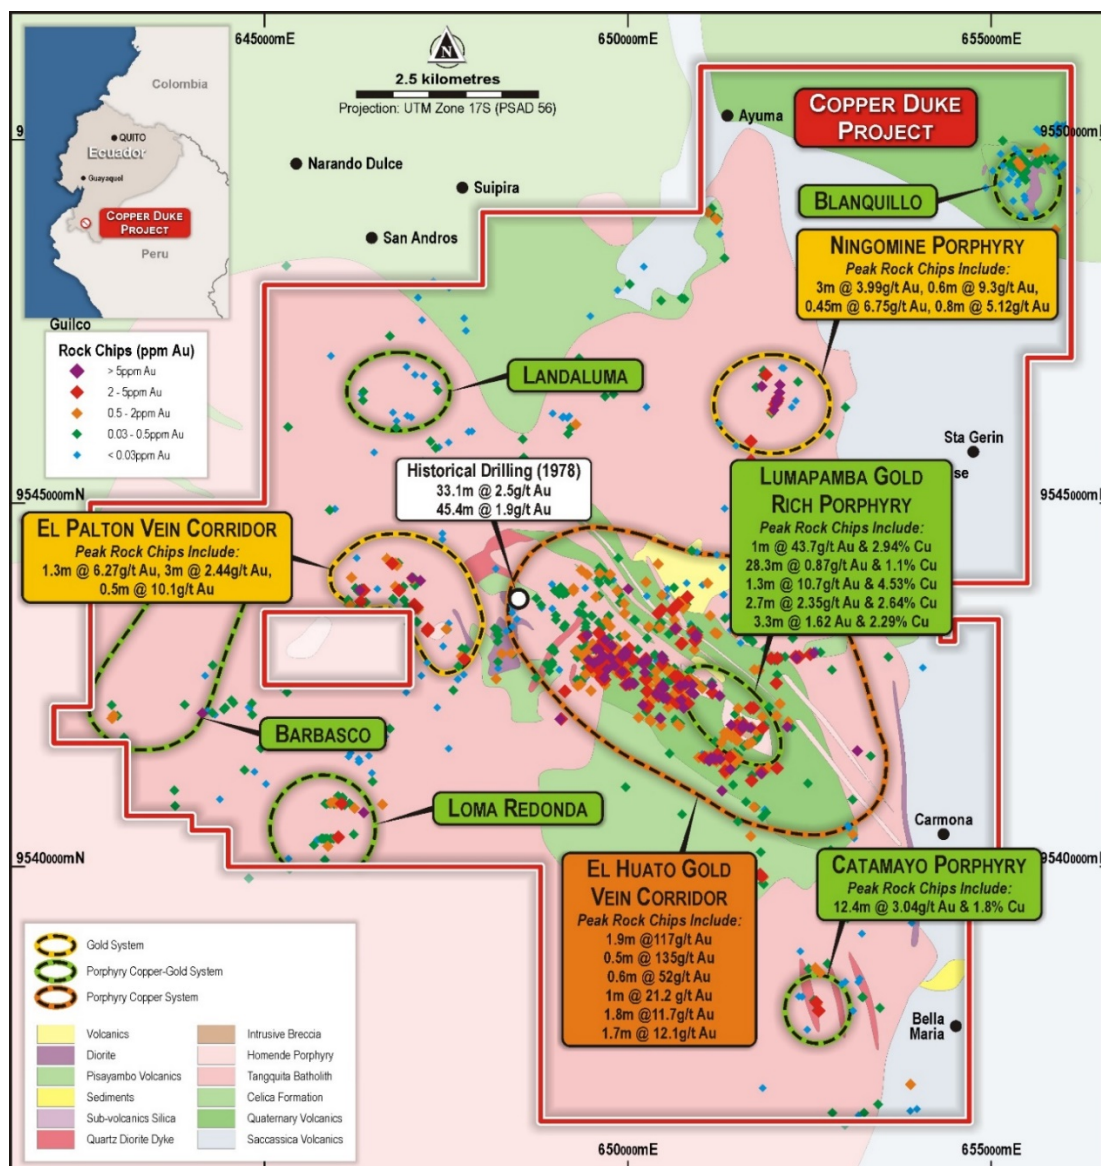 645000mE
650000mE
655000mE
N
2.5 kilometres
Projection: UTM Zone 17S (PSAD 56)
Colombia
QUITO
Ecuador
Guayaquel
COPPER DUKE
PROJECT
Peru
COPPER DUKE
PROJECT
Ayuma
9550000mN
Narando Dulce
Suipira
San Andros
BLANQUILLO
NINGOMINE PORPHYRY
Peak Rock Chips Include:
3m @ 3.99g/t Au, 0.6m @ 9.3g/t Au,
0.45m @ 6.75g/t Au, 0.8m @ 5.12g/t Au
Guilco
Rock Chips (ppm Au)
> 5ppm Au
2 - 5ppm Au
0.5 - 2ppm Au
0.03 - 0.5ppm Au
< 0.03ppm Au
LANDALUMA
Sta Gerin
se
Historical Drilling (1978)
33.1m @ 2.5g/t Au
45.4m @ 1.9g/t Au
LUMAPAMBA GOLD
RICH PORPHYRY
Peak Rock Chips Include:
1m @ 43.7g/t Au & 2.94% Cu
28.3m @ 0.87g/t Au & 1.1% Cu
1.3m @ 10.7g/t Au & 4.53% Cu
2.7m @ 2.35g/t Au & 2.64% Cu
3.3m @ 1.62 Au & 2.29% Cu
9545000mN
9545000mN
EL PALTON VEIN CORRIDOR
Peak Rock Chips Include:
1.3m @ 6.27g/t Au, 3m @ 2.44g/t Au,
0.5m @ 10.1g/t Au
BARBASCO
LOMA REDONDA
Carmona
9540000mN
9540000mN
EL HUATO GOLD
VEIN CORRIDOR
Peak Rock Chips Include:
1.9m @117g/t Au
0.5m @ 135g/t Au
0.6m @ 52g/t Au
1m @ 21.2 g/t Au
1.8m @11.7g/t Au
1.7m @ 12.1g/t Au
CATAMAYO PORPHYRY
Peak Rock Chips Include:
12.4m @ 3.04g/t Au & 1.8% Cu
Bella
Maria
Gold System
Porphyry Copper-Gold System
Porphyry Copper System
Volcanics
Diorite
Pisayambo Volcanics
Sediments
Sub-volcanics Silica
Quartz Diorite Dyke
Intrusive Breccia
Homende Porphyry
Tangquita Batholith
Celica Formation
Quaternary Volcanics
Saccassica Volcanics
650000mE
655000mE